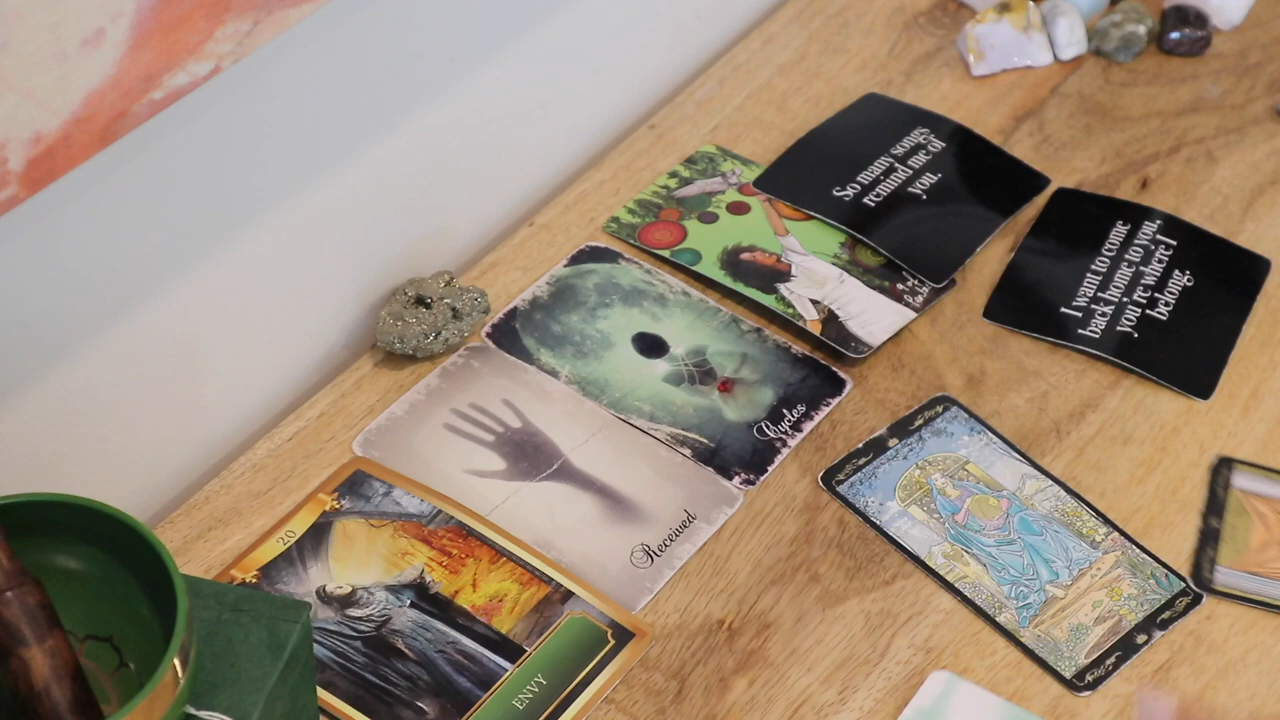 So many songs
remind me of
you.
I want to come
back home to you,
you're where I
belong.
Cycles
Received
20
ENVY